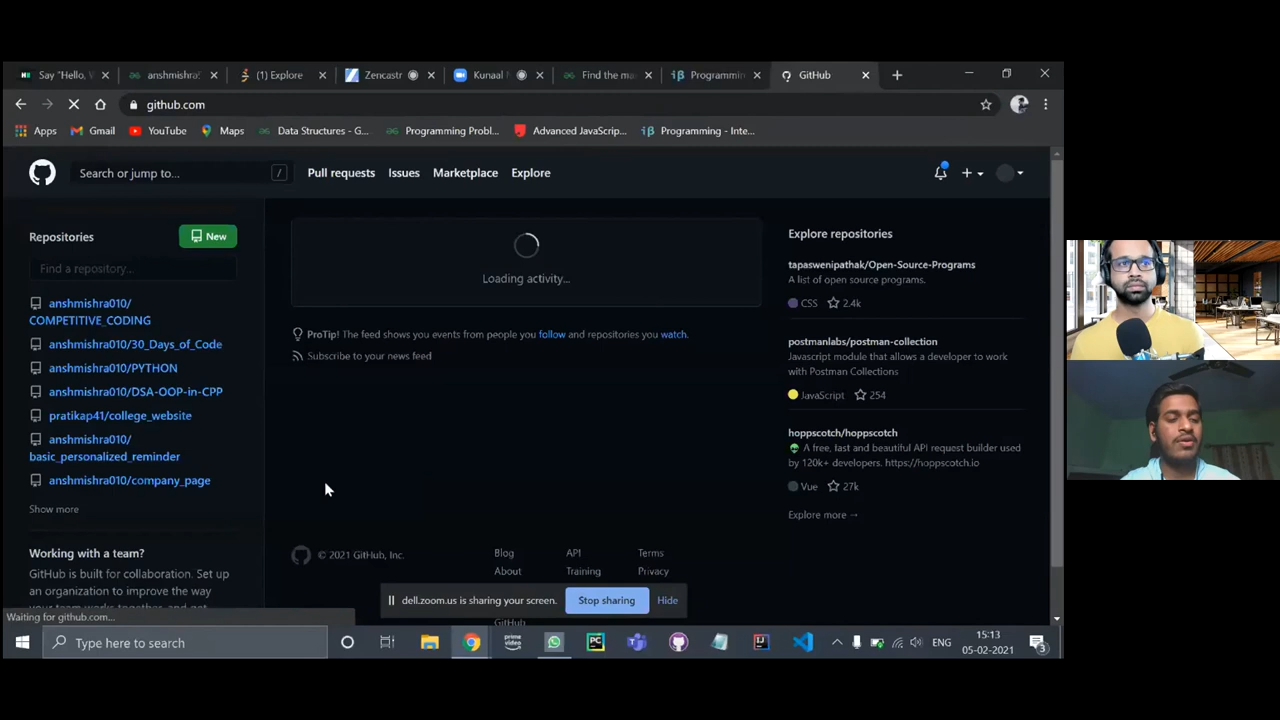 Say "Hello, W
anshmishra
(1) Explore
Zencastr
Kunaal
Find the ma
Programmin
GitHub
github.com
Apps
Gmail
YouTube
Maps
Data Structures - G...
Programming Probl...
Advanced JavaScrip...
Programming - Inte...
Search or jump to...
/
Pull requests
Issues
Marketplace
Explore
Repositories
New
Find a repository...
anshmishra010/
COMPETITIVE_CODING
anshmishra010/30_Days_of_Code
anshmishra010/PYTHON
anshmishra010/DSA-OOP-in-CPP
pratikap41/college_website
anshmishra010/
basic_personalized_reminder
anshmishra010/company_page
Show more
Working with a team?
GitHub is built for collaboration. Set up
an organization to improve the way
Loading activity...
ProTip! The feed shows you events from people you follow and repositories you watch.
Subscribe to your news feed
Explore repositories
tapaswenipathak/Open-Source-Programs
A list of open source programs.
CSS 2.4k
postmanlabs/postman-collection
Javascript module that allows a developer to work
with Postman Collections
JavaScript 254
hoppscotch/hoppscotch
A free, fast and beautiful API request builder used
by 120k+ developers. https://hoppscotch.io
Vue 27k
Explore more →
© 2021 GitHub, Inc.
Blog
API
Terms
About
Training
Privacy
GitHub
dell.zoom.us is sharing your screen.
Stop sharing
Hide
Waiting for github.com...
Type here to search
prime video
PC
ENG
15:13
05-02-2021
3